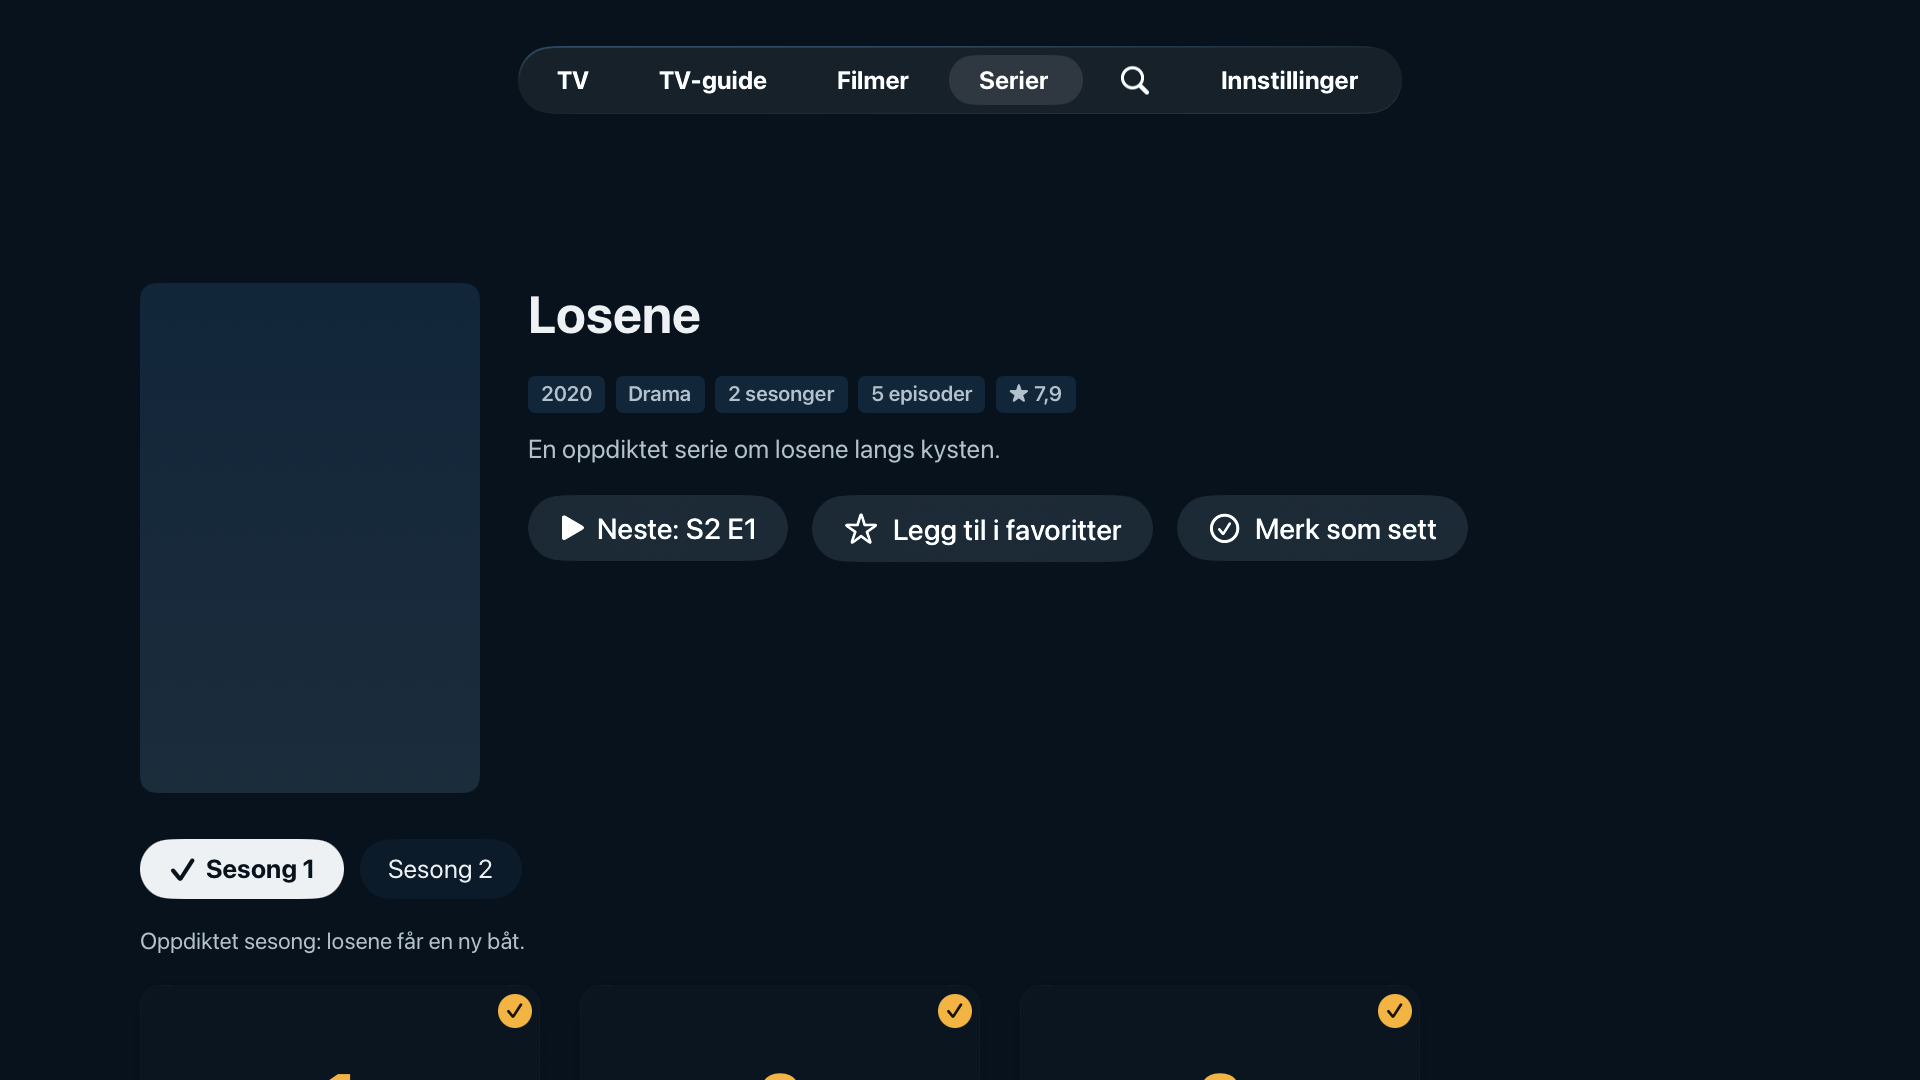 TV TV-guide Filmer Serier Innstillinger
Losene
2020 Drama 2 sesonger 5 episoder ★ 7,9
En oppdiktet serie om losene langs kysten.
Neste: S2 E1 Legg til i favoritter Merk som sett
Sesong 1 Sesong 2
Oppdiktet sesong: losene får en ny båt.